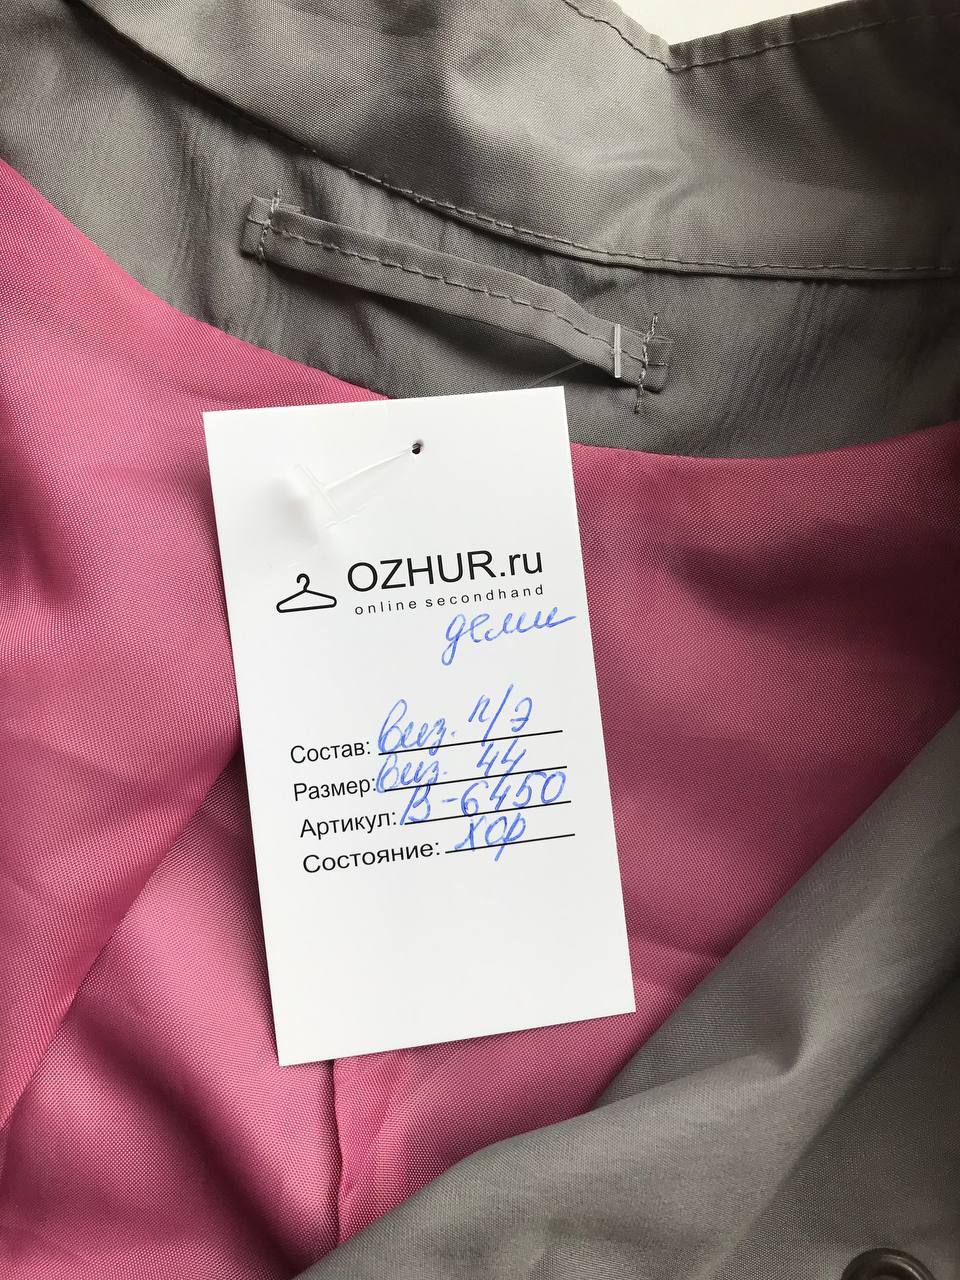 OZHUR.ru
online secondhand
деми
Состав: виз. п/э
Размер: виз. 44
Артикул: В-6450
Состояние: хор